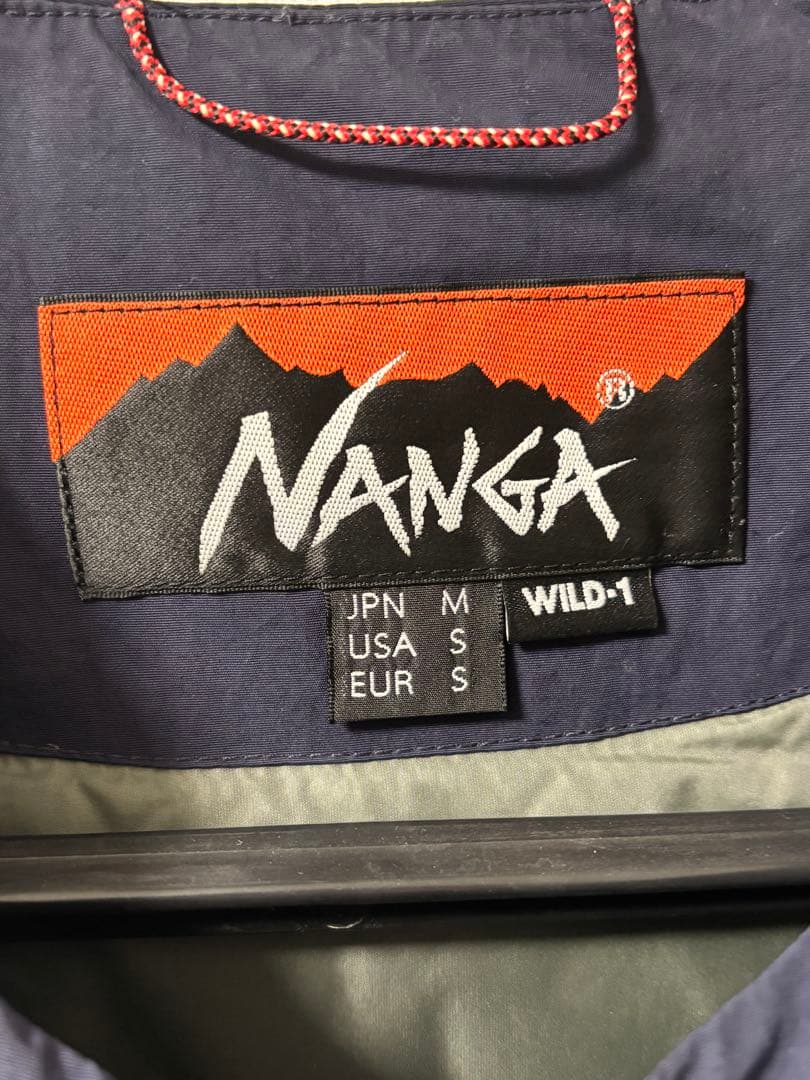 NANGA®
JPN M
USA S
EUR S
WILD-1